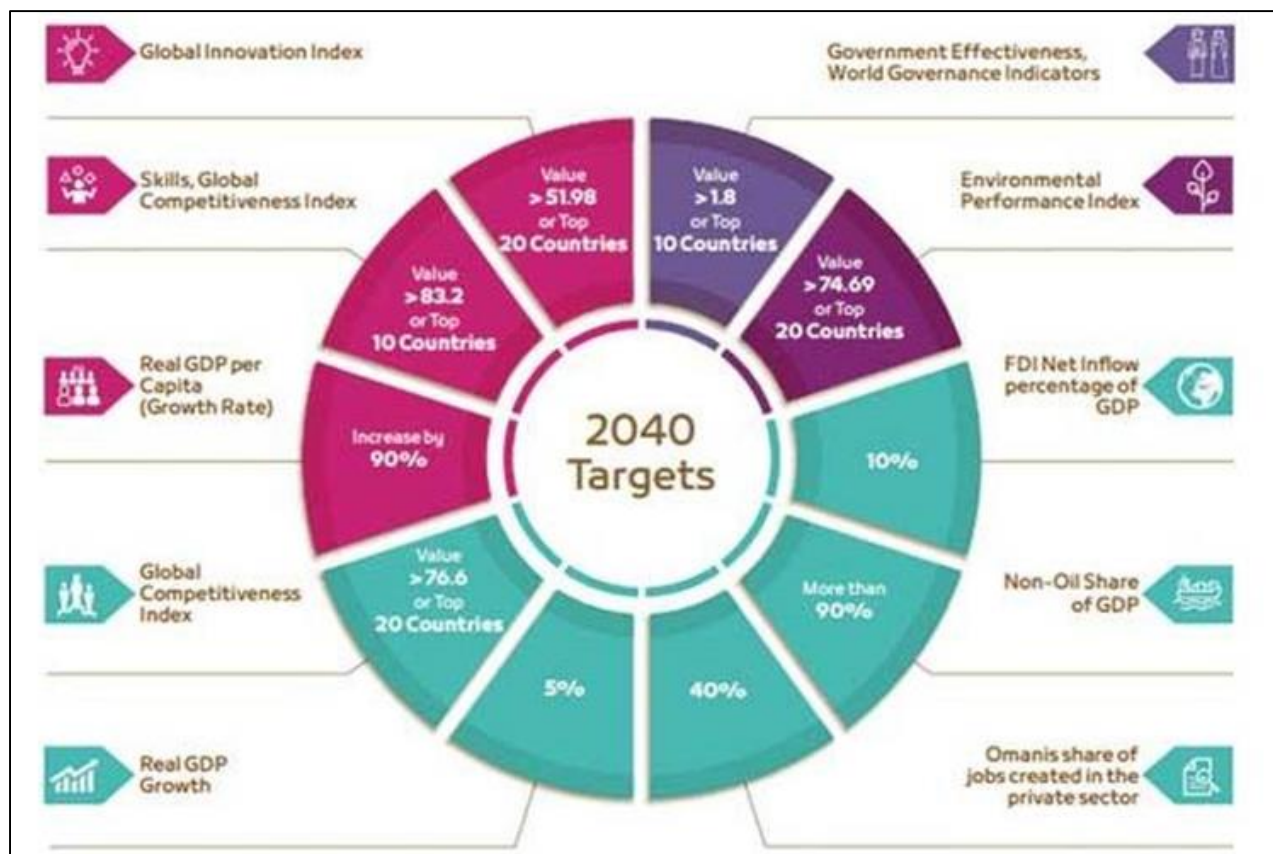 Global Innovation Index
Skills, Global
Competitiveness Index
Real GDP per
Capita
(Growth Rate)
Global
Competitiveness
Index
Real GDP
Growth
Value
>51.98
or Top
20 Countries
Value
>83.2
or Top
10 Countries
Increase by
90%
Value
>76.6
or Top
20 Countries
5%
2040
Targets
Value
>1.8
or Top
10 Countries
Value
>74.69
or Top
20 Countries
10%
More than
90%
40%
Government Effectiveness,
World Governance Indicators
Environmental
Performance Index
FDI Net Inflow
percentage of
GDP
Non-Oil Share
of GDP
Omanis share of
jobs created in the
private sector